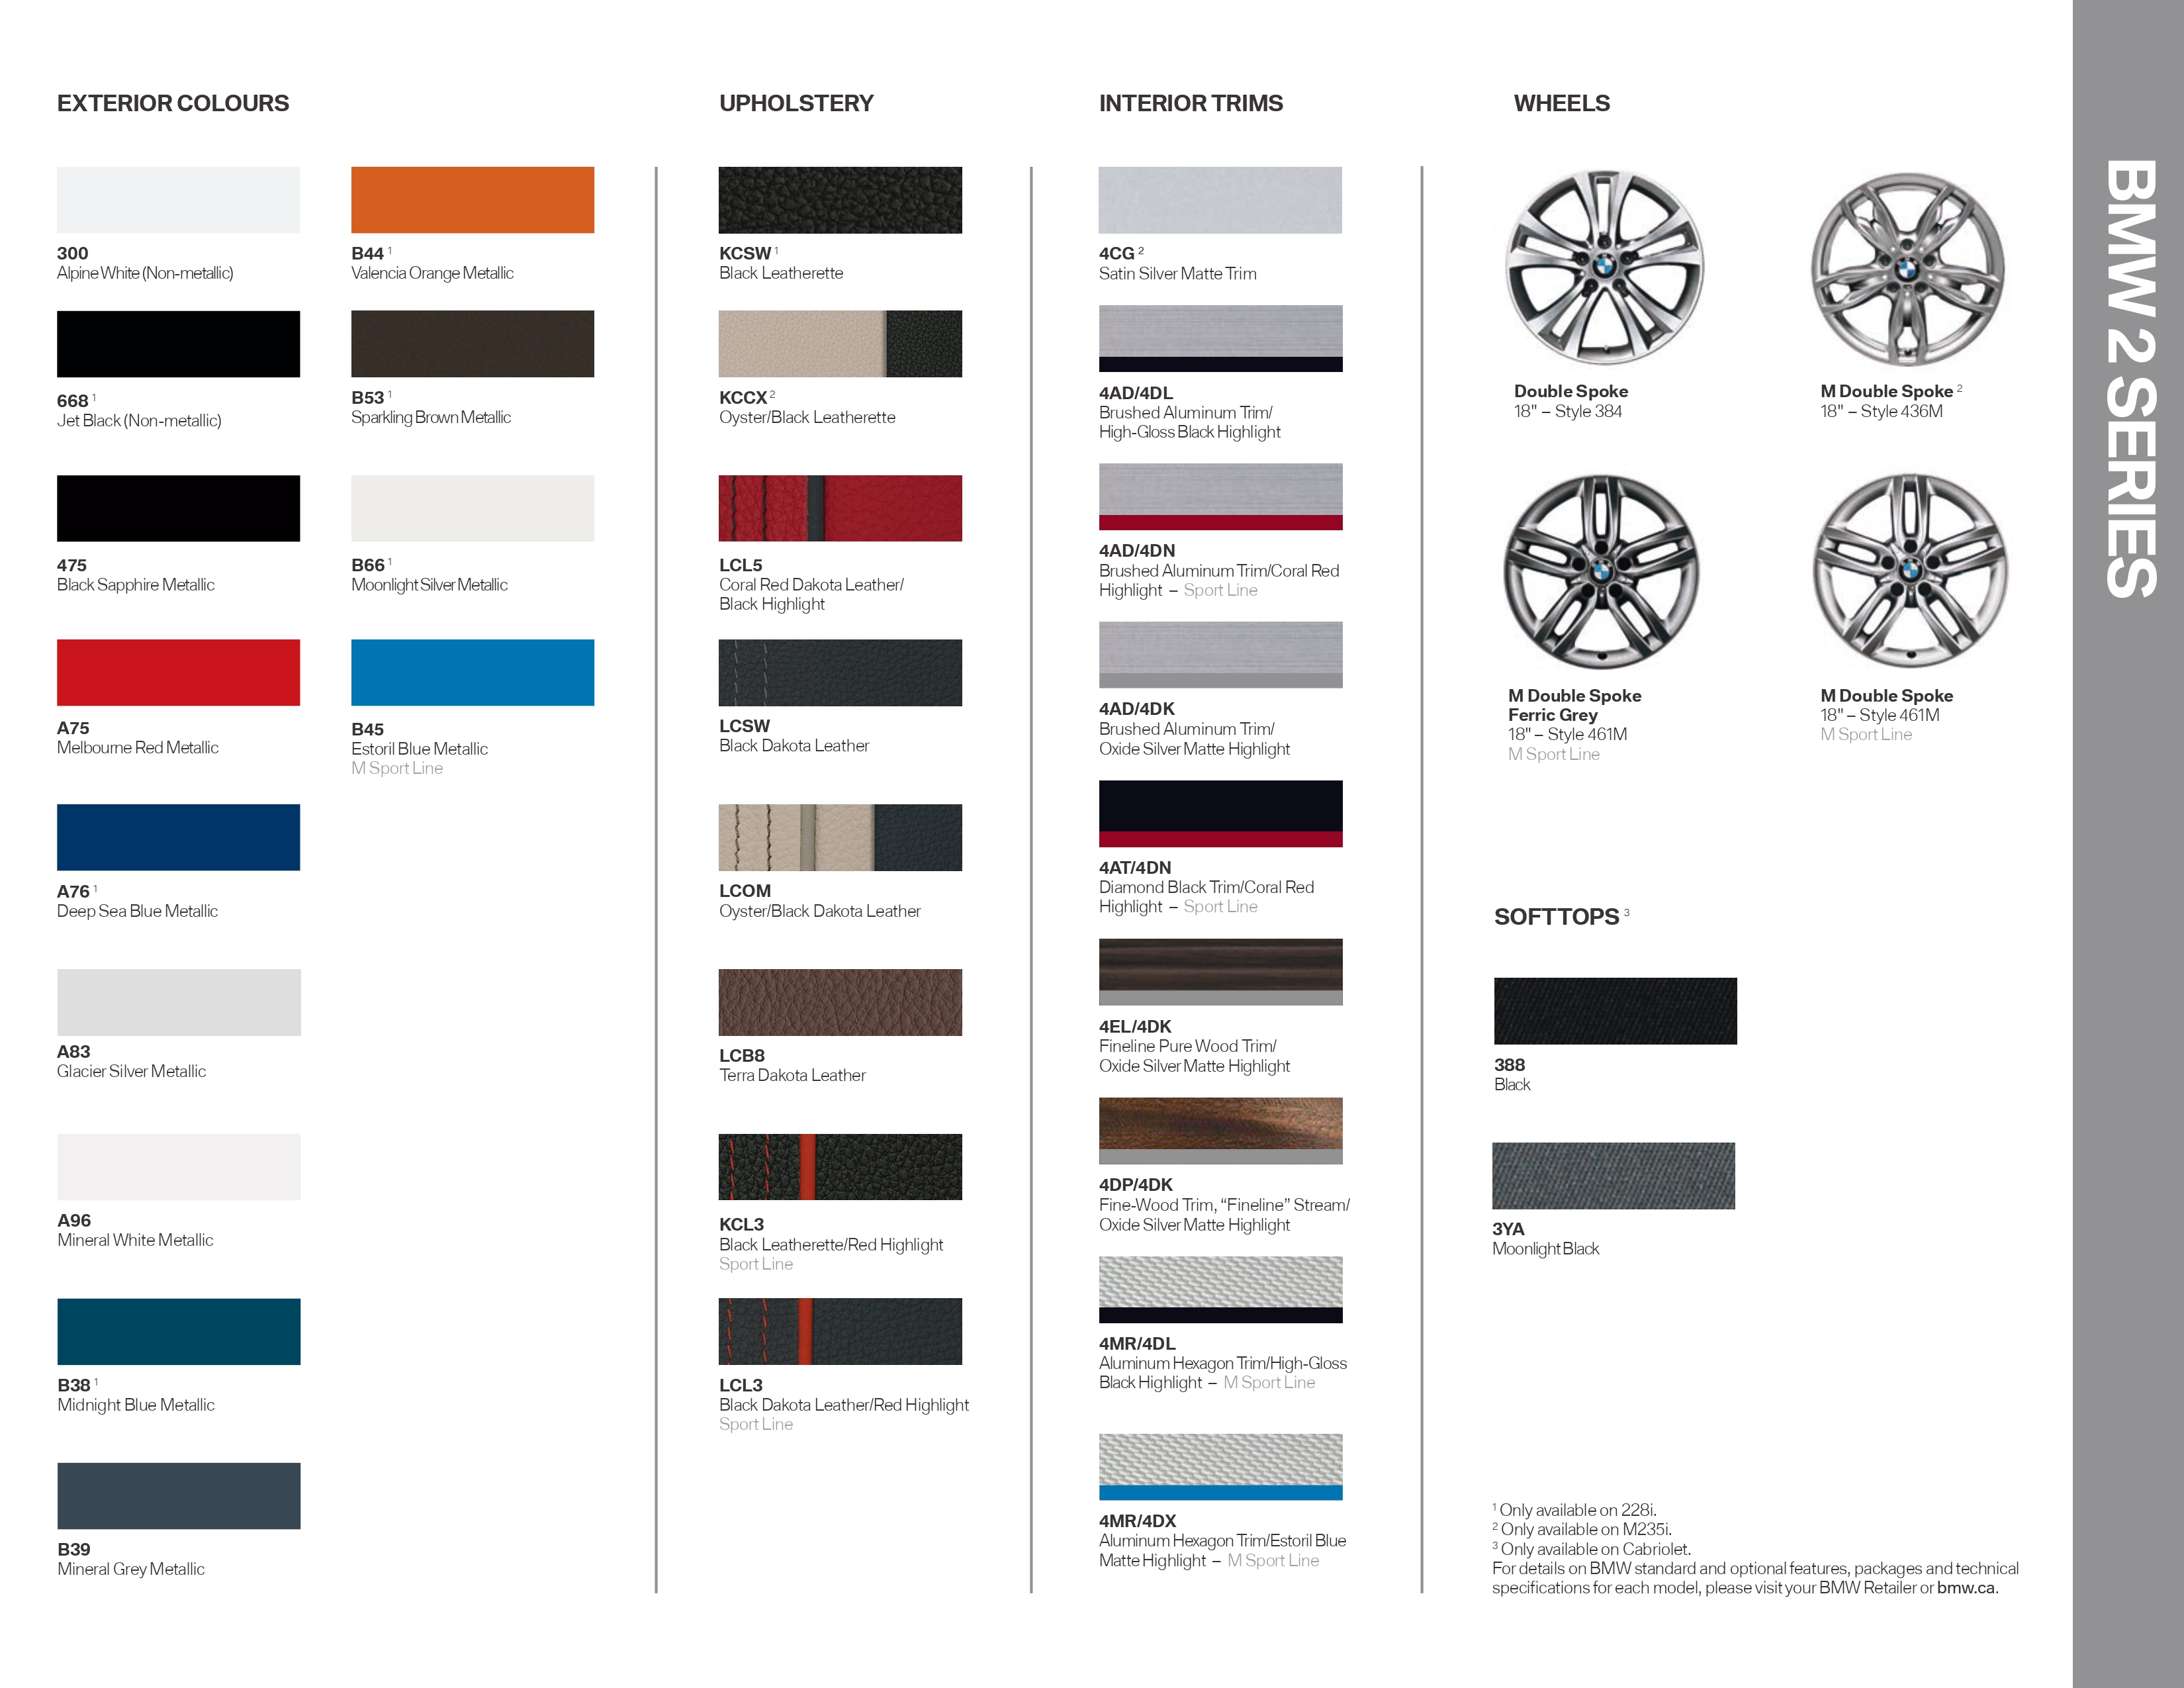 EXTERIOR COLOURS
300
Alpine White (Non-metallic)
668 1
Jet Black (Non-metallic)
475
Black Sapphire Metallic
A75
Melbourne Red Metallic
A76 1
Deep Sea Blue Metallic
A83
Glacier Silver Metallic
A96
Mineral White Metallic
B38 1
Midnight Blue Metallic
B39
Mineral Grey Metallic
B44 1
Valencia Orange Metallic
B53 1
Sparkling Brown Metallic
B66 1
Moonlight Silver Metallic
B45
Estoril Blue Metallic
M Sport Line
UPHOLSTERY
KCSW 1
Black Leatherette
KCCX 2
Oyster/Black Leatherette
LCL5
Coral Red Dakota Leather/
Black Highlight
LCSW
Black Dakota Leather
LCOM
Oyster/Black Dakota Leather
LCB8
Terra Dakota Leather
KCL3
Black Leatherette/Red Highlight
Sport Line
LCL3
Black Dakota Leather/Red Highlight
Sport Line
INTERIOR TRIMS
4CG 2
Satin Silver Matte Trim
4AD/4DL
Brushed Aluminum Trim/
High-Gloss Black Highlight
4AD/4DN
Brushed Aluminum Trim/Coral Red
Highlight – Sport Line
4AD/4DK
Brushed Aluminum Trim/
Oxide Silver Matte Highlight
4AT/4DN
Diamond Black Trim/Coral Red
Highlight – Sport Line
4EL/4DK
Fineline Pure Wood Trim/
Oxide Silver Matte Highlight
4DP/4DK
Fine-Wood Trim, “Fineline” Stream/
Oxide Silver Matte Highlight
4MR/4DL
Aluminum Hexagon Trim/High-Gloss
Black Highlight – M Sport Line
4MR/4DX
Aluminum Hexagon Trim/Estoril Blue
Matte Highlight – M Sport Line
WHEELS
Double Spoke
18" – Style 384
M Double Spoke 2
18" – Style 436M
M Double Spoke
Ferric Grey
18" – Style 461M
M Sport Line
M Double Spoke
18" – Style 461M
M Sport Line
SOFTTOPS 3
388
Black
3YA
Moonlight Black
1 Only available on 228i.
2 Only available on M235i.
3 Only available on Cabriolet.
For details on BMW standard and optional features, packages and technical
specifications for each model, please visit your BMW Retailer or bmw.ca.
BMW 2 SERIES